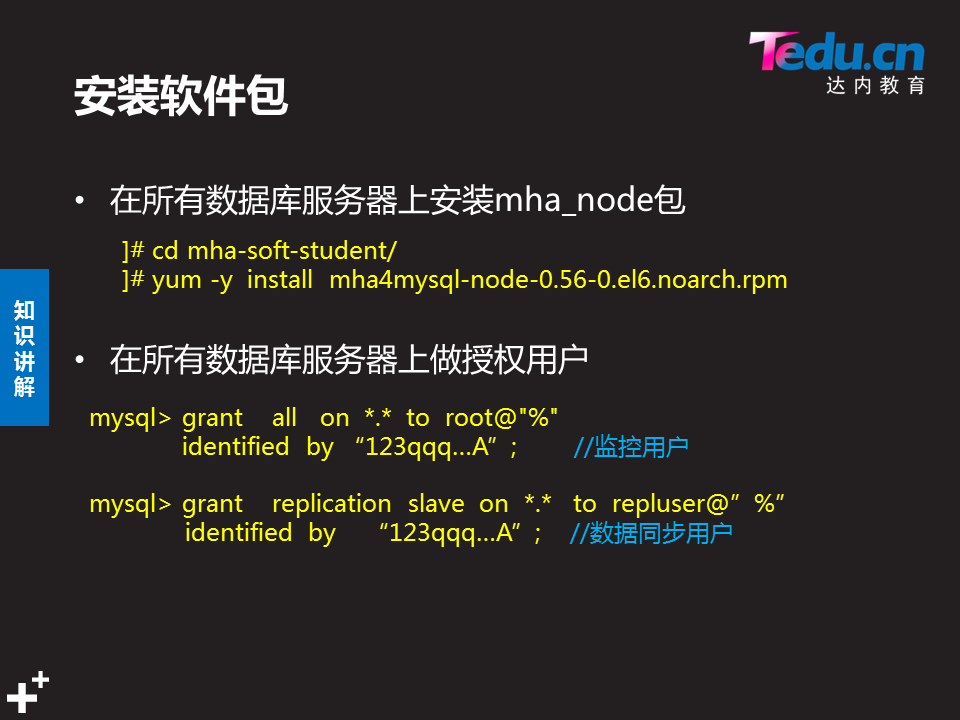 Tedu.cn
达内教育
安装软件包
• 在所有数据库服务器上安装mha_node包
]# cd mha-soft-student/
]# yum -y install mha4mysql-node-0.56-0.el6.noarch.rpm
知识讲解
• 在所有数据库服务器上做授权用户
mysql> grant all on *.* to root@"%"
identified by “123qqq…A”; //监控用户
mysql> grant replication slave on *.* to repluser@”%”
identified by “123qqq…A”; //数据同步用户